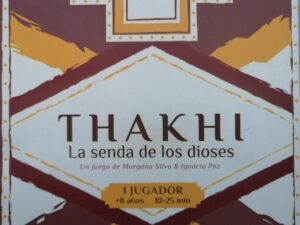 THAKHI
La senda de los dioses
Un juego de Morgana Silva & Ignacio Paz
1 JUGADOR
+8 años 10-25 min